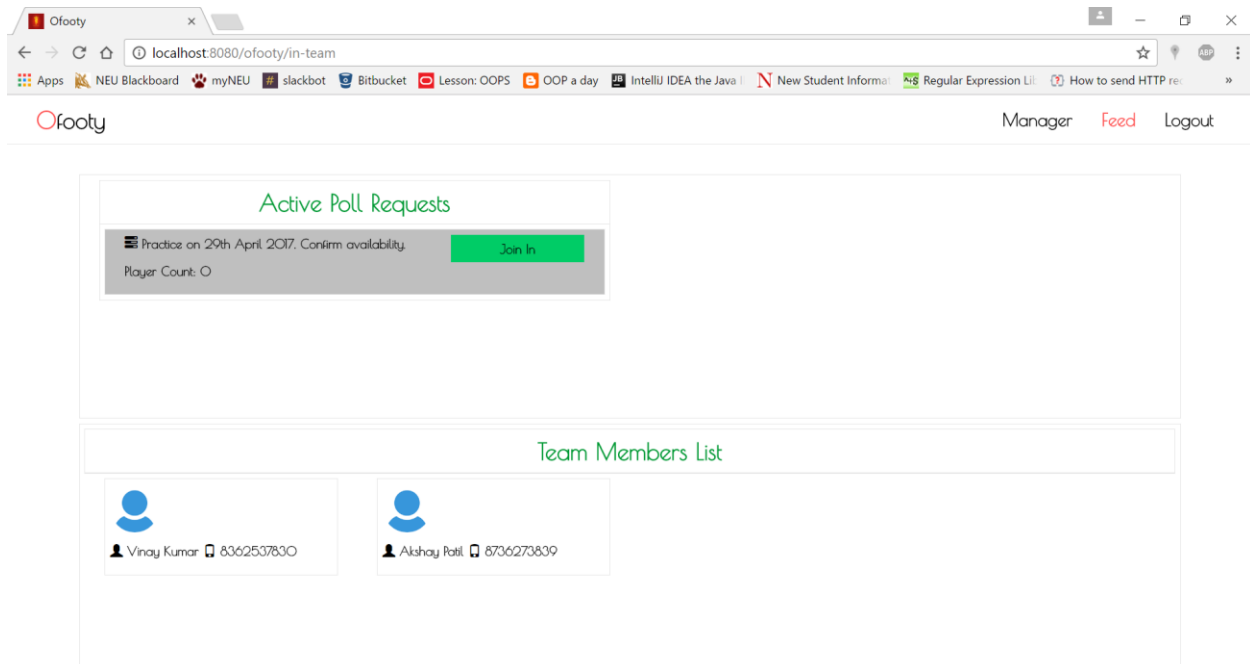 Ofooty
localhost:8080/ofooty/in-team
ABP
Apps NEU Blackboard myNEU slackbot Bitbucket Lesson: OOPS OOP a day IntelliJ IDEA the Java New Student Informat Regular Expression Li How to send HTTP re »
Ofooty Manager Feed Logout
Active Poll Requests
Practice on 29th April 2017. Confirm availability. Join In
Player Count: 0
Team Members List
Vinay Kumar 8362537830 Akshay Patil 8736273839